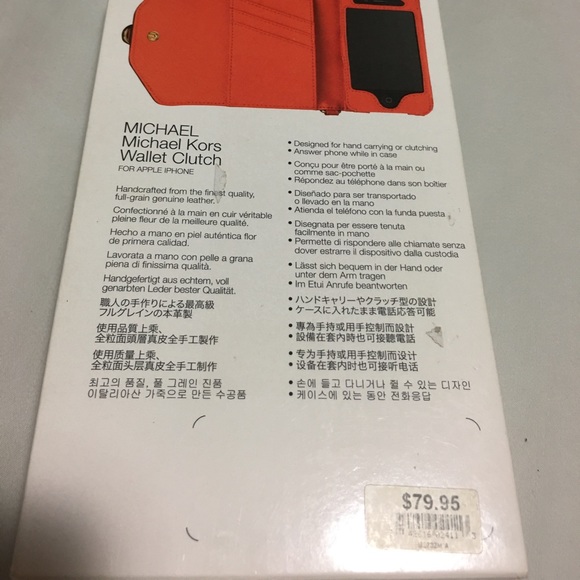 MICHAEL
Michael Kors
Wallet Clutch
FOR APPLE IPHONE
Handcrafted from the finest quality,
full-grain genuine leather.
Confectionné à la main en cuir véritable
pleine fleur de la meilleure qualité.
Hecho a mano en piel auténtica flor
de primera calidad.
Lavorata a mano con pelle a grana
piena di finissima qualità.
Handgefertigt aus echtem, voll
genarbten Leder bester Qualität.
職人の手作りによる最高級
フルグレインの本革製
使用品質上乘、
全粒面頭層真皮全手工製作
使用质量上乘、
全粒面头层真皮全手工制作
최고의 품질, 풀 그레인 진품
이탈리아산 가죽으로 만든 수공품
• Designed for hand carrying or clutching
• Answer phone while in case
• Conçu pour être porté à la main ou
comme sac-pochette
• Répondez au téléphone dans son boîtier
• Diseñado para ser transportado
o llevado en la mano
• Atienda el teléfono con la funda puesta
• Disegnata per essere tenuta
facilmente in mano
• Permette di rispondere alle chiamate senza
dover estrarre il dispositivo dalla custodia
• Lässt sich bequem in der Hand oder
unter dem Arm tragen
• Im Etui Anrufe beantworten
• ハンドキャリーやクラッチ型の設計
• ケースに入れたまま電話応答可能
• 專為手持或用手控制而設計
• 設備在套內時也可接聽電話
• 专为手持或用手控制而设计
• 设备在套内时也可接听电话
• 손에 들고 다니거나 쥘 수 있는 디자인
• 케이스에 있는 동안 전화응답
$79.95